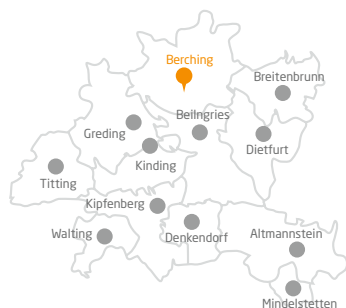 Berching
Breitenbrunn
Beilngries
Greding
Dietfurt
Kinding
Titting
Kipfenberg
Walting
Denkendorf
Altmannstein
Mindelstetten